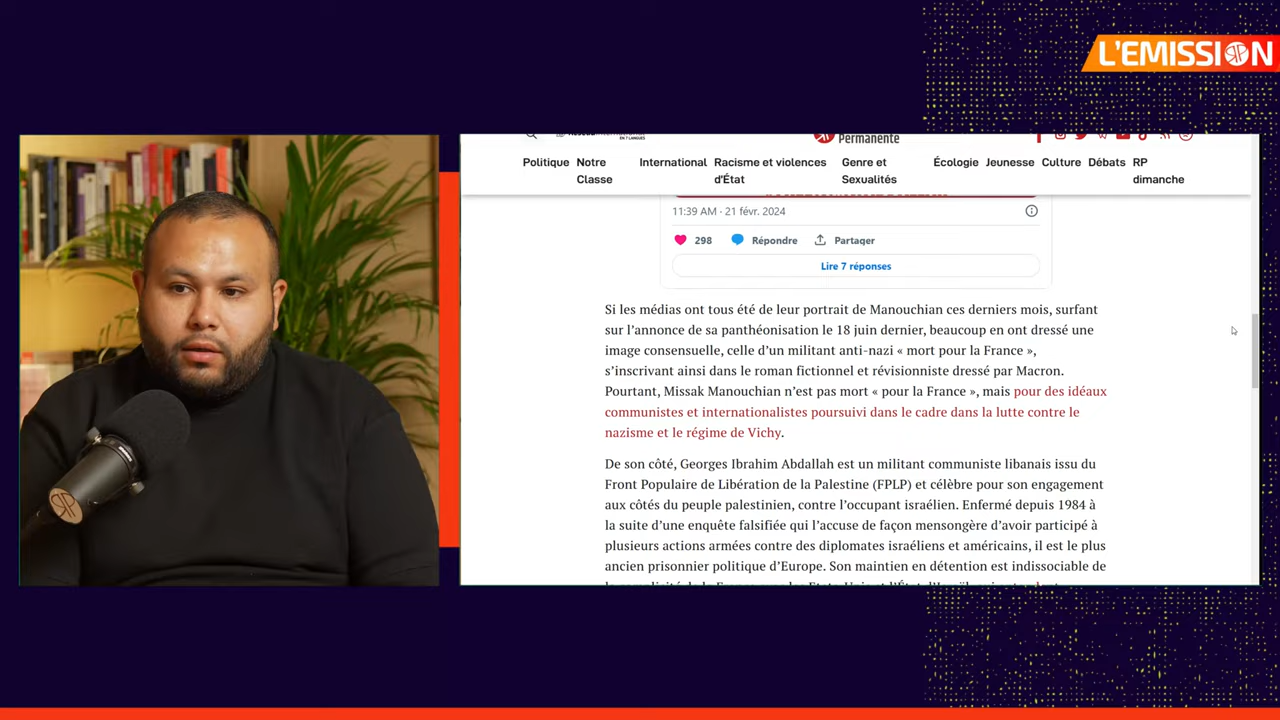 L'EMISSION
Permanente
Politique
Notre Classe
International
Racisme et violences d'État
Genre et Sexualités
Écologie
Jeunesse
Culture
Débats
RP dimanche
11:39 AM · 21 févr. 2024
298 Répondre Partager
Lire 7 réponses
Si les médias ont tous été de leur portrait de Manouchian ces derniers mois, surfant
sur l’annonce de sa panthéonisation le 18 juin dernier, beaucoup en ont dressé une
image consensuelle, celle d’un militant anti-nazi « mort pour la France »,
s’inscrivant ainsi dans le roman fictionnel et révisionniste dressé par Macron.
Pourtant, Missak Manouchian n’est pas mort « pour la France », mais pour des idéaux
communistes et internationalistes poursuivi dans le cadre dans la lutte contre le
nazisme et le régime de Vichy.
De son côté, Georges Ibrahim Abdallah est un militant communiste libanais issu du
Front Populaire de Libération de la Palestine (FPLP) et célèbre pour son engagement
aux côtés du peuple palestinien, contre l’occupant israélien. Enfermé depuis 1984 à
la suite d’une enquête falsifiée qui l’accuse de façon mensongère d’avoir participé à
plusieurs actions armées contre des diplomates israéliens et américains, il est le plus
ancien prisonnier politique d’Europe. Son maintien en détention est indissociable de